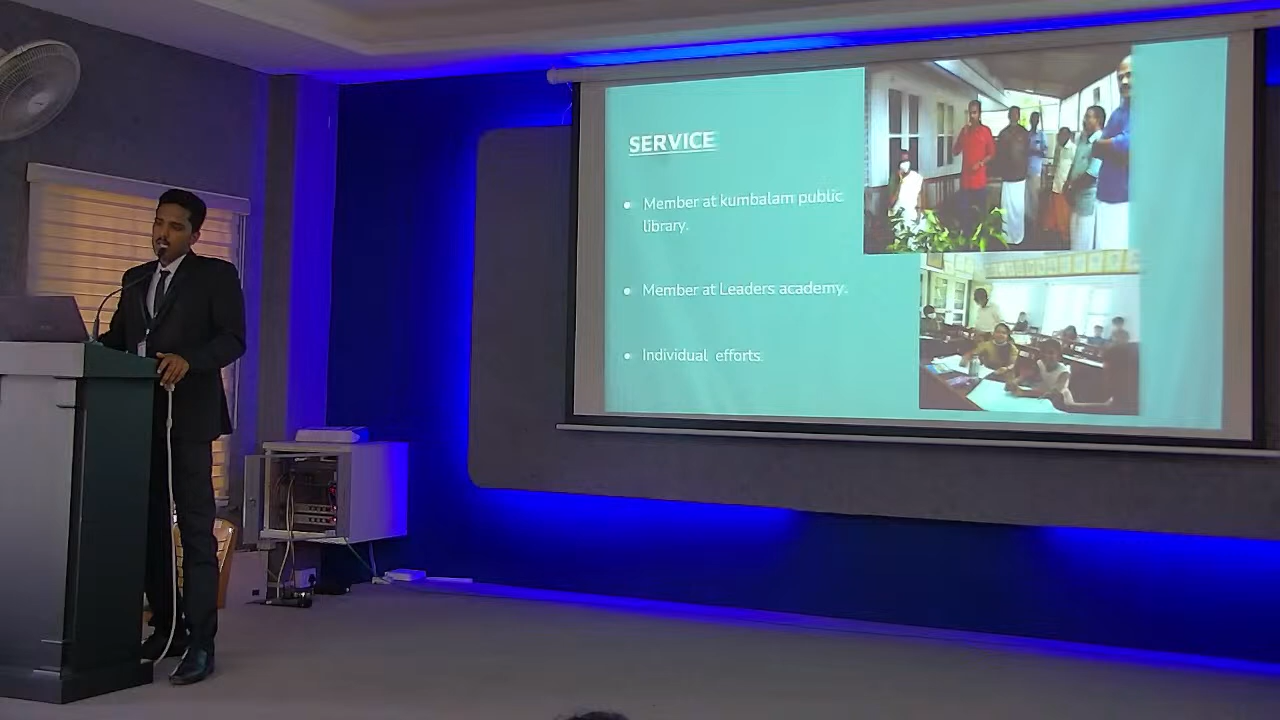 SERVICE
Member at kumbalam public
library.
Member at Leaders academy.
Individual efforts.